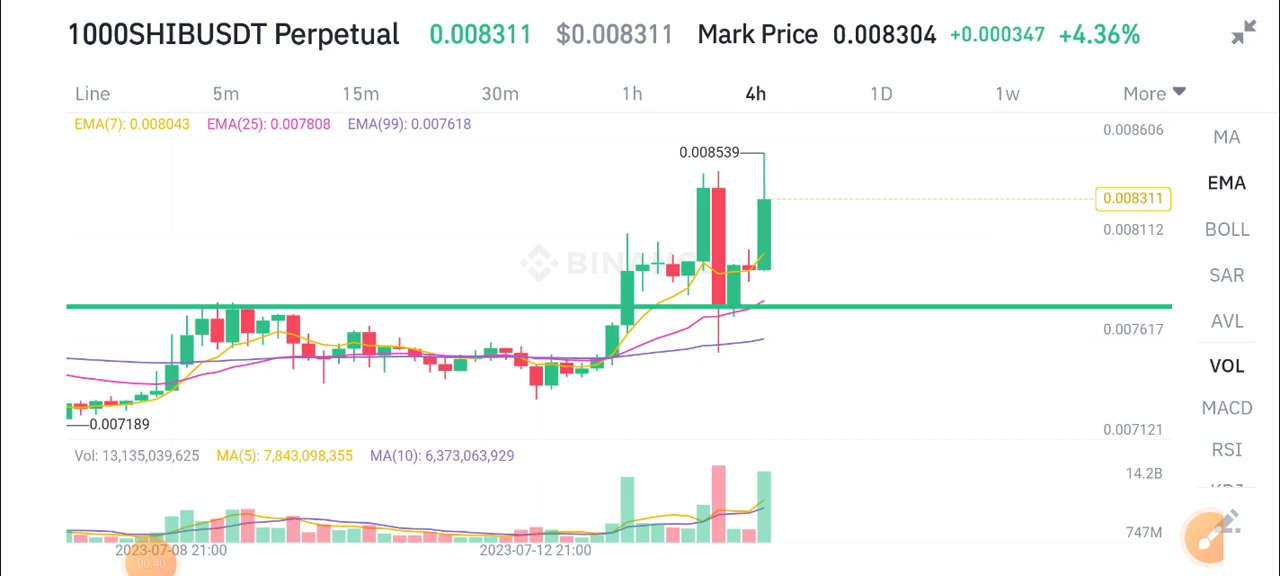 1000SHIBUSDT Perpetual 0.008311 $0.008311 Mark Price 0.008304 +0.000347 +4.36%
Line 5m 15m 30m 1h 4h 1D 1w More
EMA(7): 0.008043 EMA(25): 0.007808 EMA(99): 0.007618
0.008606
MA
0.008539
EMA
0.008311
0.008112
BOLL
BINANCE
SAR
AVL
0.007617
VOL
MACD
0.007189
0.007121
RSI
Vol: 13,135,039,625 MA(5): 7,843,098,355 MA(10): 6,373,063,929
14.2B
747M
2023-07-08 21:00 2023-07-12 21:00
00:40